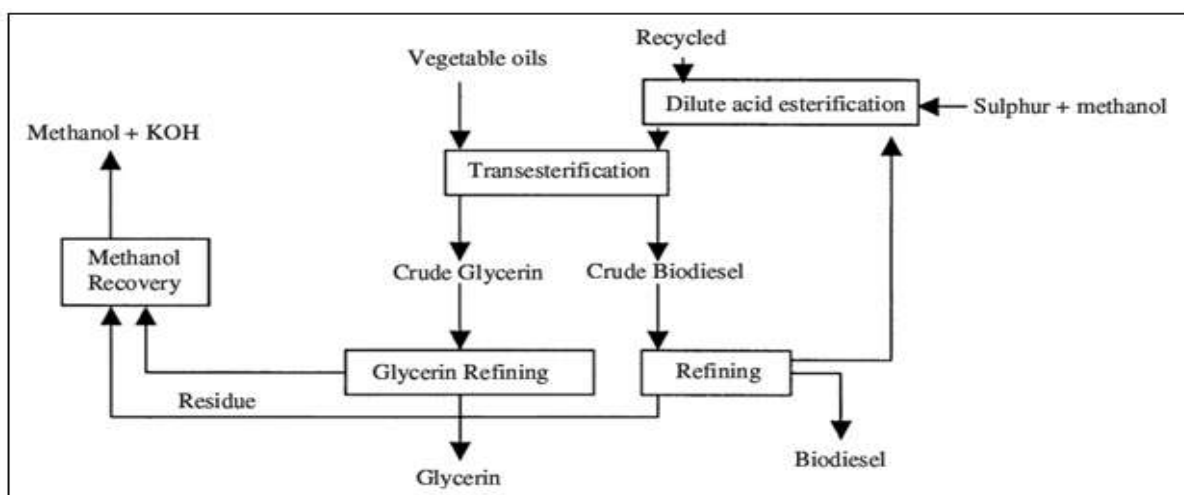 Recycled
Vegetable oils
Dilute acid esterification
Sulphur + methanol
Methanol + KOH
Transesterification
Methanol
Recovery
Crude Glycerin
Crude Biodiesel
Glycerin Refining
Refining
Residue
Glycerin
Biodiesel